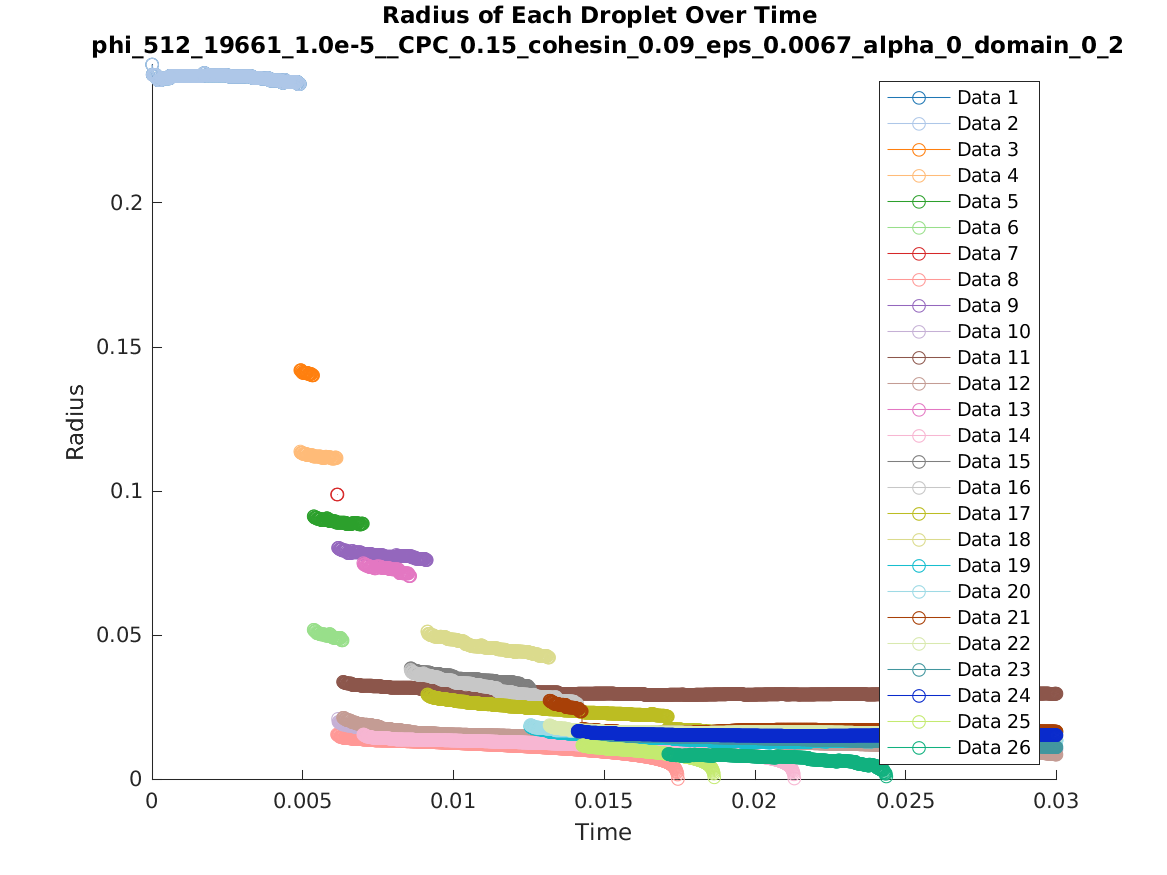 Radius of Each Droplet Over Time
phi_512_19661_1.0e-5__CPC_0.15_cohesin_0.09_eps_0.0067_alpha_0_domain_0_2
Radius
0.2
0.15
0.1
0.05
0
0
0.005
0.01
0.015
0.02
0.025
0.03
Time
Data 1
Data 2
Data 3
Data 4
Data 5
Data 6
Data 7
Data 8
Data 9
Data 10
Data 11
Data 12
Data 13
Data 14
Data 15
Data 16
Data 17
Data 18
Data 19
Data 20
Data 21
Data 22
Data 23
Data 24
Data 25
Data 26